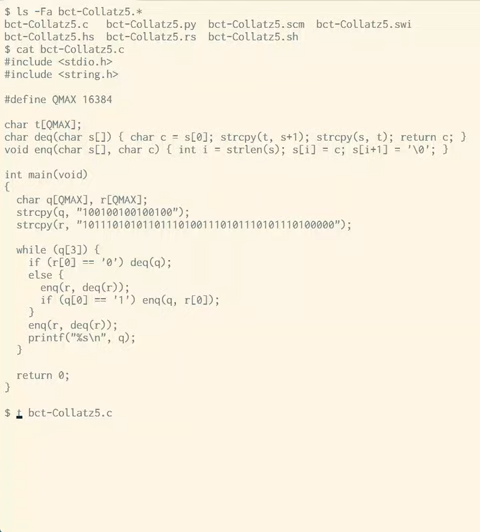 $ ls -Fa bct-Collatz5.*
bct-Collatz5.c   bct-Collatz5.py  bct-Collatz5.scm  bct-Collatz5.swi
bct-Collatz5.hs  bct-Collatz5.rs  bct-Collatz5.sh
$ cat bct-Collatz5.c
#include <stdio.h>
#include <string.h>

#define QMAX 16384

char t[QMAX];
char deq(char s[]) { char c = s[0]; strcpy(t, s+1); strcpy(s, t); return c; }
void enq(char s[], char c) { int i = strlen(s); s[i] = c; s[i+1] = '\0'; }

int main(void)
{
  char q[QMAX], r[QMAX];
  strcpy(q, "100100100100100");
  strcpy(r, "1011101010110111010011101011101011101 00000");

  while (q[3]) {
    if (r[0] == '0') deq(q);
    else {
      enq(r, deq(r));
      if (q[0] == '1') enq(q, r[0]);
    }
    enq(r, deq(r));
    printf("%s\n", q);
  }

  return 0;
}

$ t bct-Collatz5.c